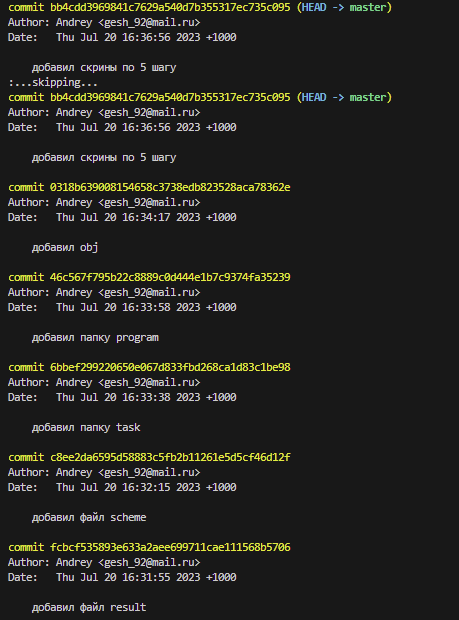 commit bb4cdd3969841c7629a540d7b355317ec735c095 (HEAD -> master)
Author: Andrey <gesh_92@mail.ru>
Date:   Thu Jul 20 16:36:56 2023 +1000
добавил скрины по 5 шагу
:...skipping...
commit bb4cdd3969841c7629a540d7b355317ec735c095 (HEAD -> master)
Author: Andrey <gesh_92@mail.ru>
Date:   Thu Jul 20 16:36:56 2023 +1000
добавил скрины по 5 шагу
commit 0318b639008154658c3738edb823528aca78362e
Author: Andrey <gesh_92@mail.ru>
Date:   Thu Jul 20 16:34:17 2023 +1000
добавил obj
commit 46c567f795b22c8889c0d444e1b7c9374fa35239
Author: Andrey <gesh_92@mail.ru>
Date:   Thu Jul 20 16:33:58 2023 +1000
добавил папку program
commit 6bbef299220650e067d833fbd268ca1d83c1be98
Author: Andrey <gesh_92@mail.ru>
Date:   Thu Jul 20 16:33:38 2023 +1000
добавил папку task
commit c8ee2da6595d58883c5fb2b11261e5d5cf46d12f
Author: Andrey <gesh_92@mail.ru>
Date:   Thu Jul 20 16:32:15 2023 +1000
добавил файл scheme
commit fcbcf535893e633a2aee699711cae111568b5706
Author: Andrey <gesh_92@mail.ru>
Date:   Thu Jul 20 16:31:55 2023 +1000
добавил файл result